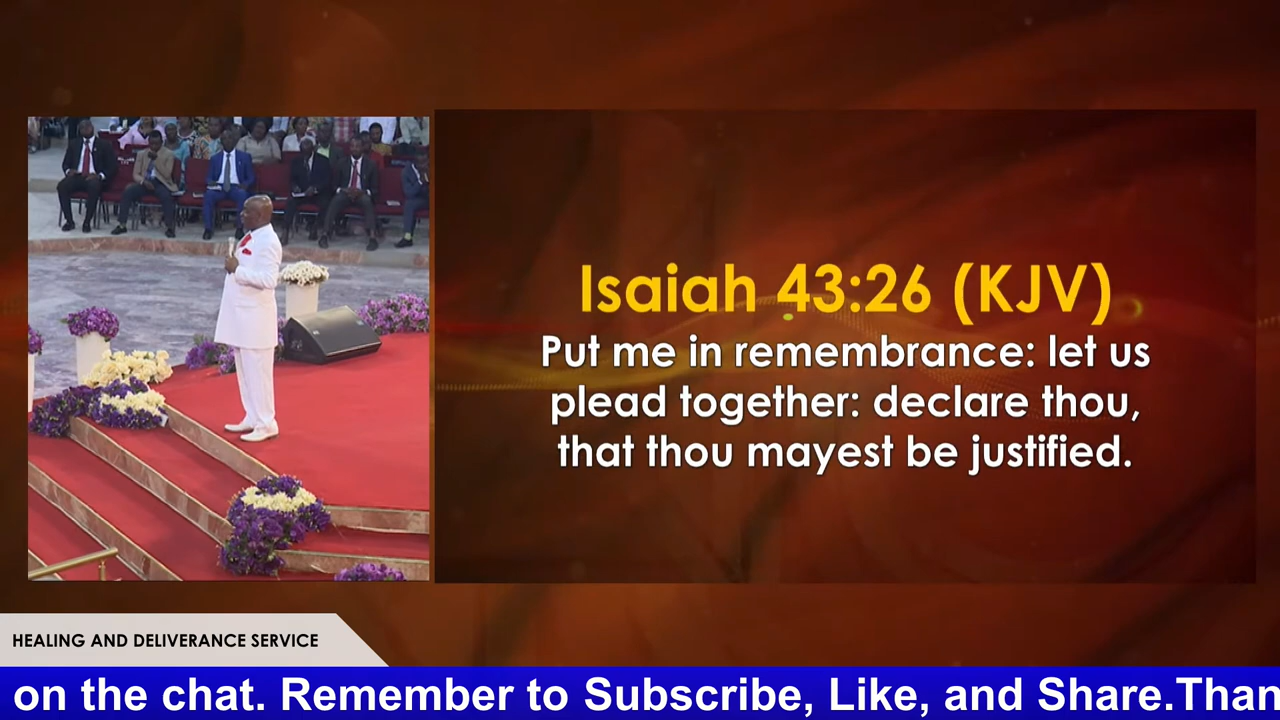 Isaiah 43:26 (KJV)
Put me in remembrance: let us
plead together: declare thou,
that thou mayest be justified.
HEALING AND DELIVERANCE SERVICE
on the chat. Remember to Subscribe, Like, and Share.Than